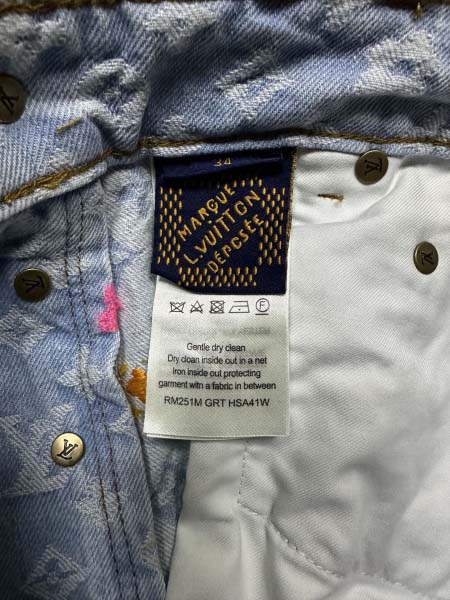 34
MARQUE
L.VUITTON
DÉPOSÉE
F
Gentle dry clean
Dry cloan inside out in a net
Iron inside out protecting
garment with a fabric in between
RM251M GRT HSA41W